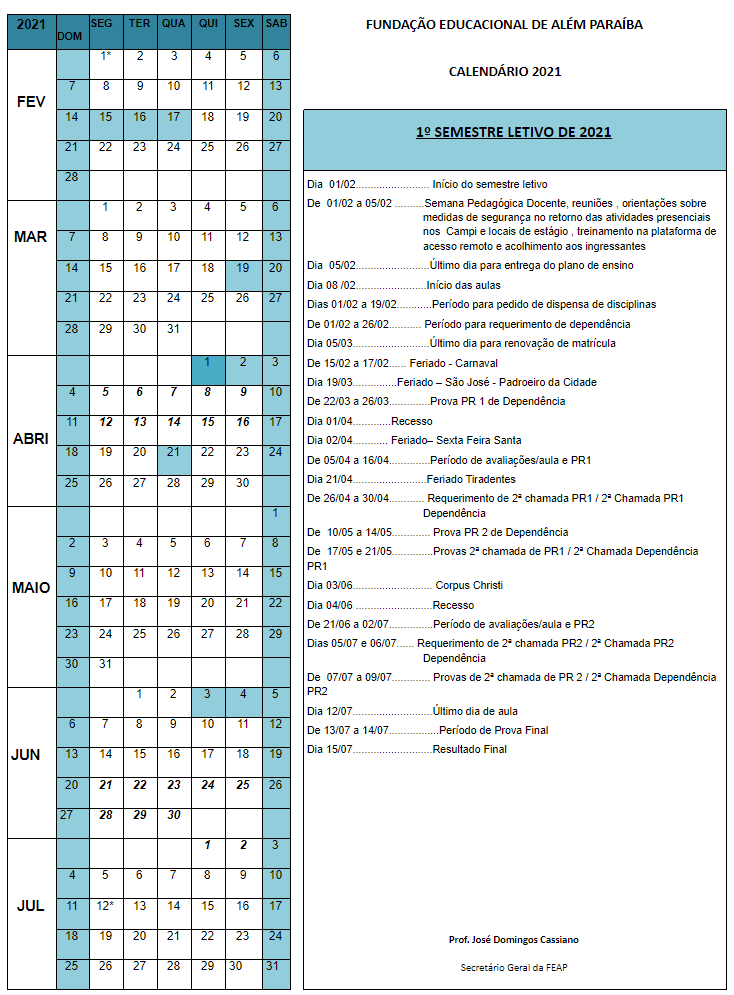 2021 DOM SEG TER QUA QUI SEX SAB
FEV
1* 2 3 4 5 6
7 8 9 10 11 12 13
14 15 16 17 18 19 20
21 22 23 24 25 26 27
28
MAR
1 2 3 4 5 6
7 8 9 10 11 12 13
14 15 16 17 18 19 20
21 22 23 24 25 26 27
28 29 30 31
ABRI
1 2 3
4 5 6 7 8 9 10
11 12 13 14 15 16 17
18 19 20 21 22 23 24
25 26 27 28 29 30
MAIO
1
2 3 4 5 6 7 8
9 10 11 12 13 14 15
16 17 18 19 20 21 22
23 24 25 26 27 28 29
30 31
JUN
1 2 3 4 5
6 7 8 9 10 11 12
13 14 15 16 17 18 19
20 21 22 23 24 25 26
27 28 29 30
JUL
1 2 3
4 5 6 7 8 9 10
11 12* 13 14 15 16 17
18 19 20 21 22 23 24
25 26 27 28 29 30 31
FUNDAÇÃO EDUCACIONAL DE ALÉM PARAÍBA
CALENDÁRIO 2021
1º SEMESTRE LETIVO DE 2021
Dia 01/02......................... Início do semestre letivo
De 01/02 a 05/02 ..........Semana Pedagógica Docente, reuniões , orientações sobre
medidas de segurança no retorno das atividades presenciais
nos Campi e locais de estágio , treinamento na plataforma de
acesso remoto e acolhimento aos ingressantes
Dia 05/02.........................Último dia para entrega do plano de ensino
Dia 08 /02........................Início das aulas
Dias 01/02 a 19/02............Período para pedido de dispensa de disciplinas
De 01/02 a 26/02........... Período para requerimento de dependência
Dia 05/03..........................Último dia para renovação de matrícula
De 15/02 a 17/02...... Feriado - Carnaval
Dia 19/03...............Feriado – São José - Padroeiro da Cidade
De 22/03 a 26/03..............Prova PR 1 de Dependência
Dia 01/04.............Recesso
Dia 02/04............ Feriado– Sexta Feira Santa
De 05/04 a 16/04..............Período de avaliações/aula e PR1
Dia 21/04.........................Feriado Tiradentes
De 26/04 a 30/04............ Requerimento de 2ª chamada PR1 / 2ª Chamada PR1
Dependência
De 10/05 a 14/05............. Prova PR 2 de Dependência
De 17/05 e 21/05..............Provas 2ª chamada de PR1 / 2ª Chamada Dependência
PR1
Dia 03/06........................... Corpus Christi
Dia 04/06 ..........................Recesso
De 21/06 a 02/07...............Período de avaliações/aula e PR2
Dias 05/07 e 06/07...... Requerimento de 2ª chamada PR2 / 2ª Chamada PR2
Dependência
De 07/07 a 09/07............. Provas de 2ª chamada de PR 2 / 2ª Chamada Dependência
PR2
Dia 12/07...........................Último dia de aula
De 13/07 a 14/07.................Período de Prova Final
Dia 15/07...........................Resultado Final
Prof. José Domingos Cassiano
Secretário Geral da FEAP